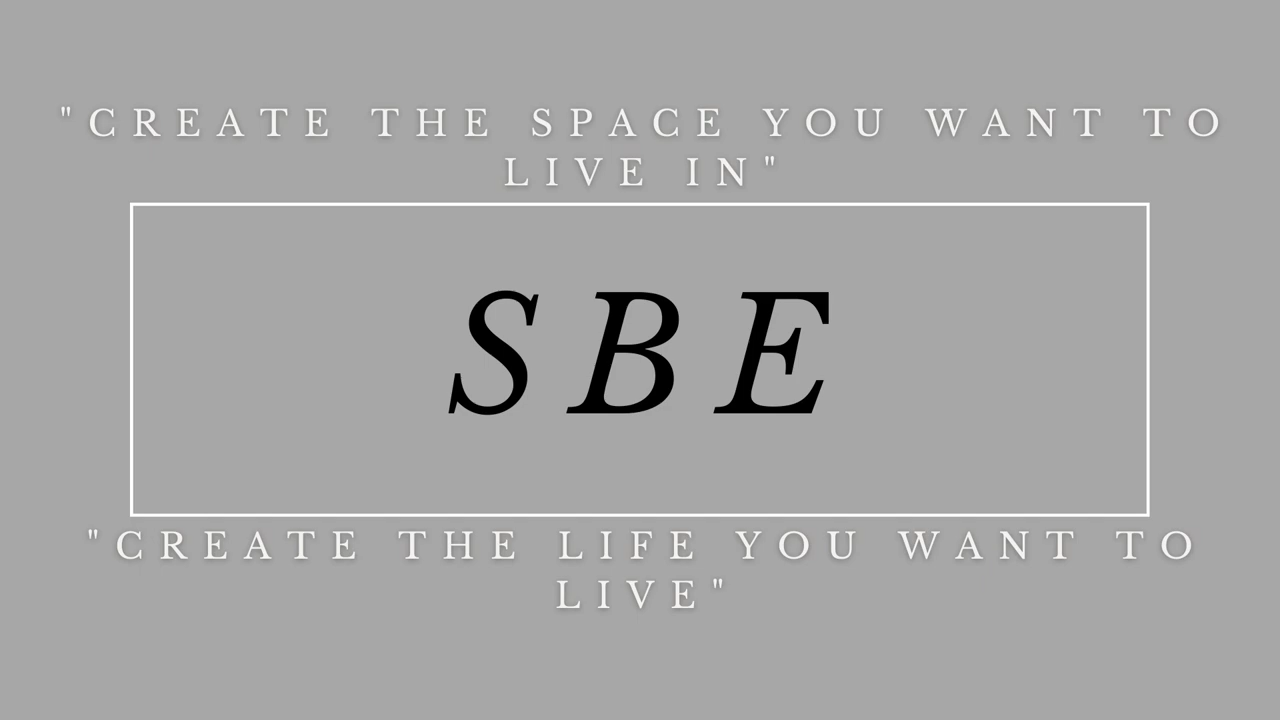 "CREATE THE SPACE YOU WANT TO
LIVE IN"
SBE
"CREATE THE LIFE YOU WANT TO
LIVE"